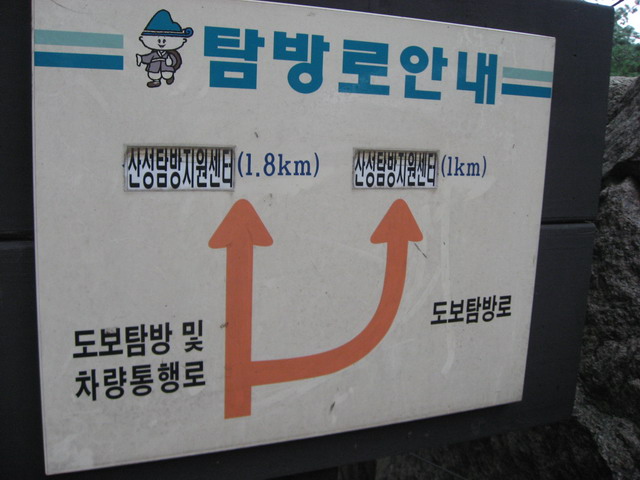 탐방로안내
산성탐방지원센터(1.8km)
산성탐방지원센터(1km)
도보탐방 및
차량통행로
도보탐방로